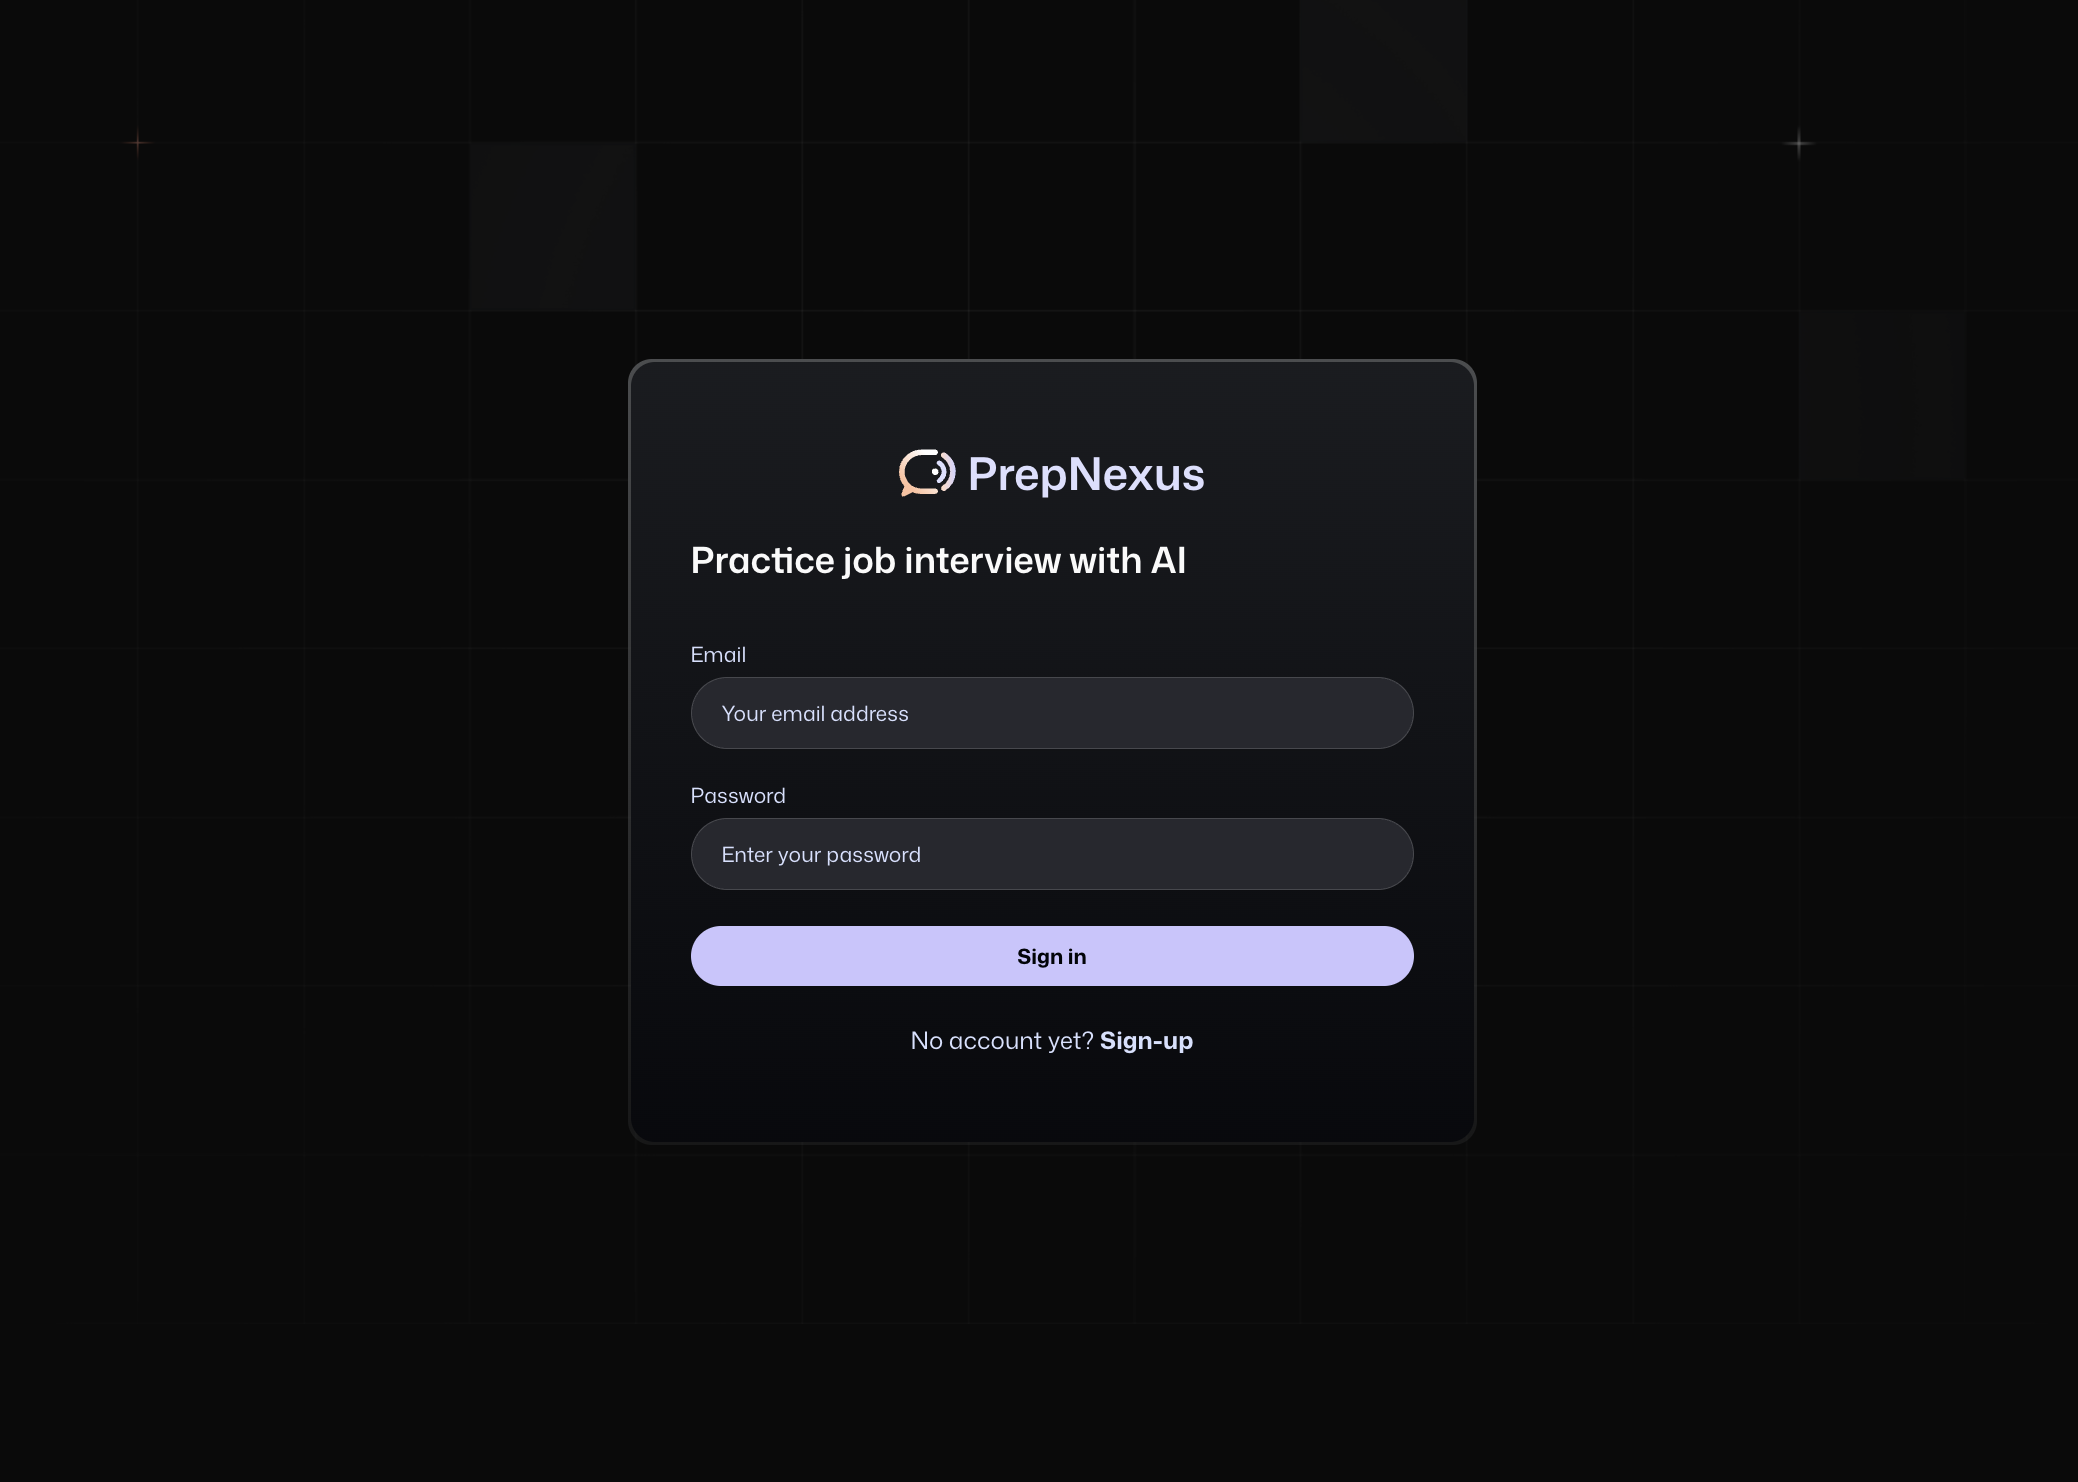 PrepNexus
Practice job interview with AI
Email
Your email address
Password
Enter your password
Sign in
No account yet? Sign-up